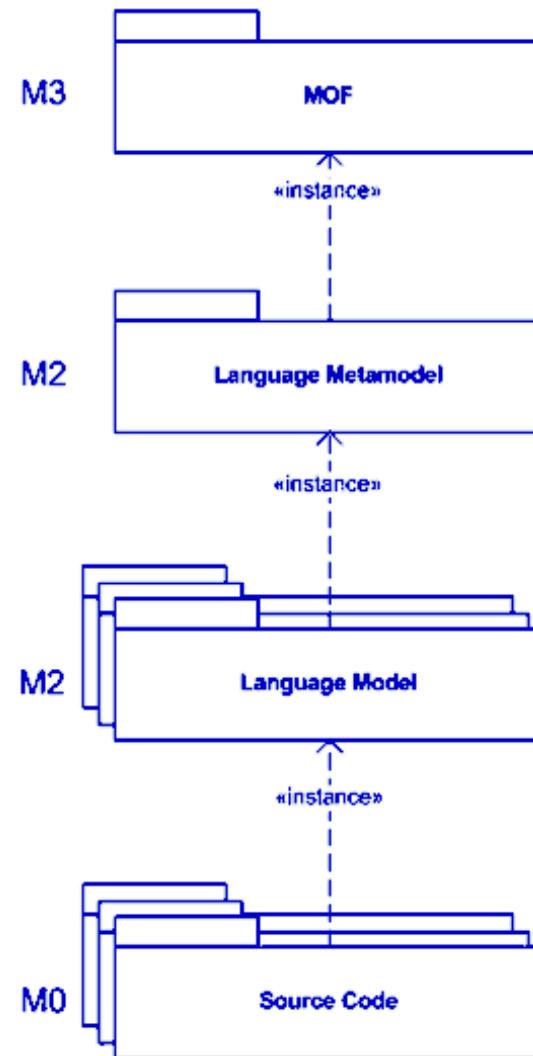 M3
MOF
«instance»
M2
Language Metamodel
«instance»
M2
Language Model
«instance»
M0
Source Code